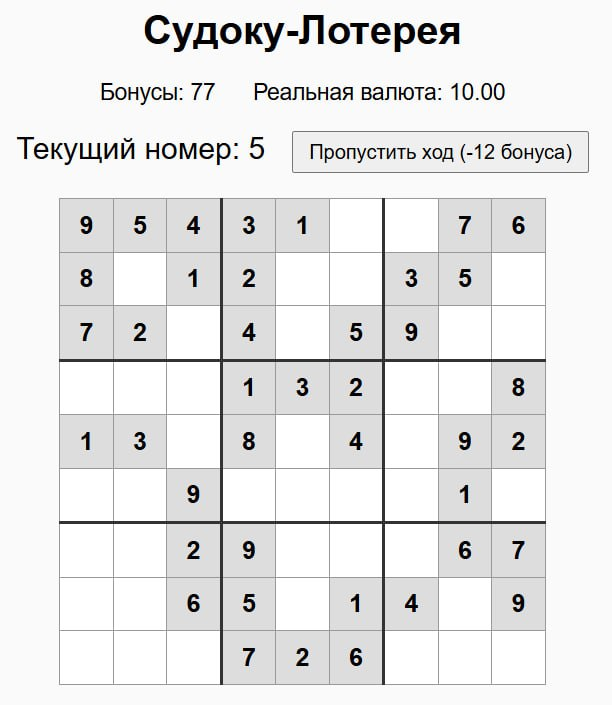 Судоку-Лотерея
Бонусы: 77 Реальная валюта: 10.00
Текущий номер: 5 Пропустить ход (-12 бонуса)
9 5 4 3 1 7 6
8 1 2 3 5
7 2 4 5 9
1 3 2 8
1 3 8 4 9 2
9 1
2 9 6 7
6 5 1 4 9
7 2 6